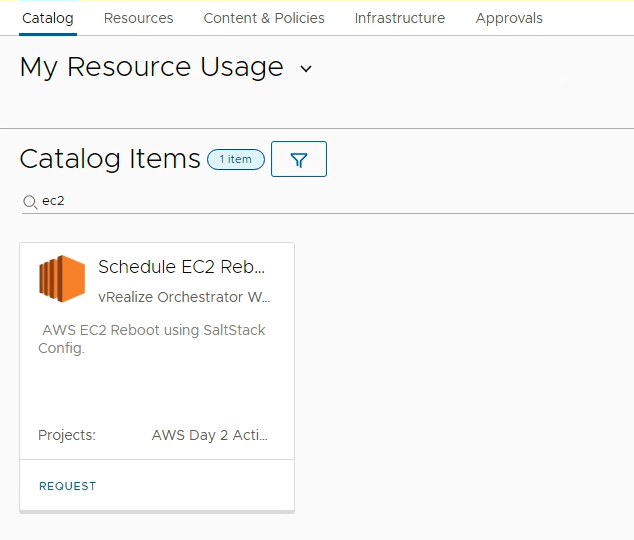 Catalog Resources Content & Policies Infrastructure Approvals
My Resource Usage
Catalog Items 1 item
ec2
Schedule EC2 Reb...
vRealize Orchestrator W...
AWS EC2 Reboot using SaltStack
Config.
Projects: AWS Day 2 Acti...
REQUEST